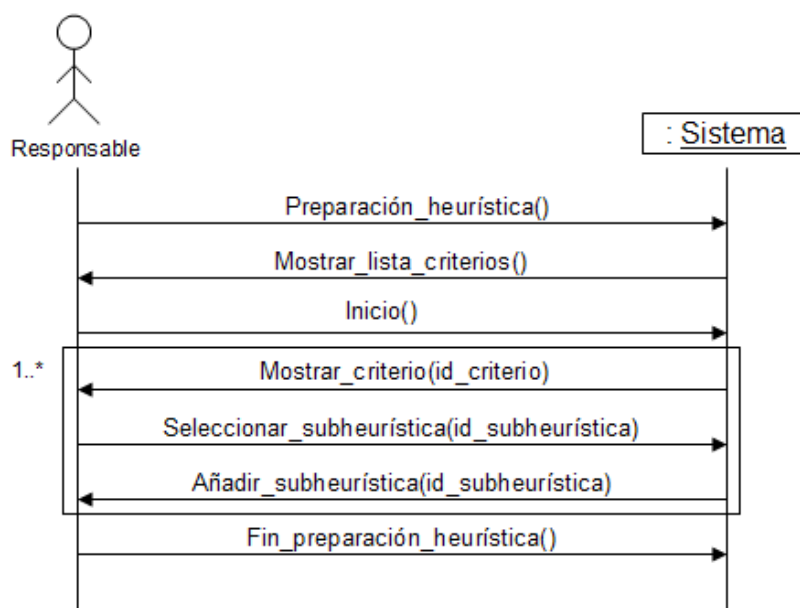 Responsable
: Sistema
Preparación_heurística()
Mostrar_lista_criterios()
Inicio()
1..*
Mostrar_criterio(id_criterio)
Seleccionar_subheurística(id_subheurística)
Añadir_subheurística(id_subheurística)
Fin_preparación_heurística()